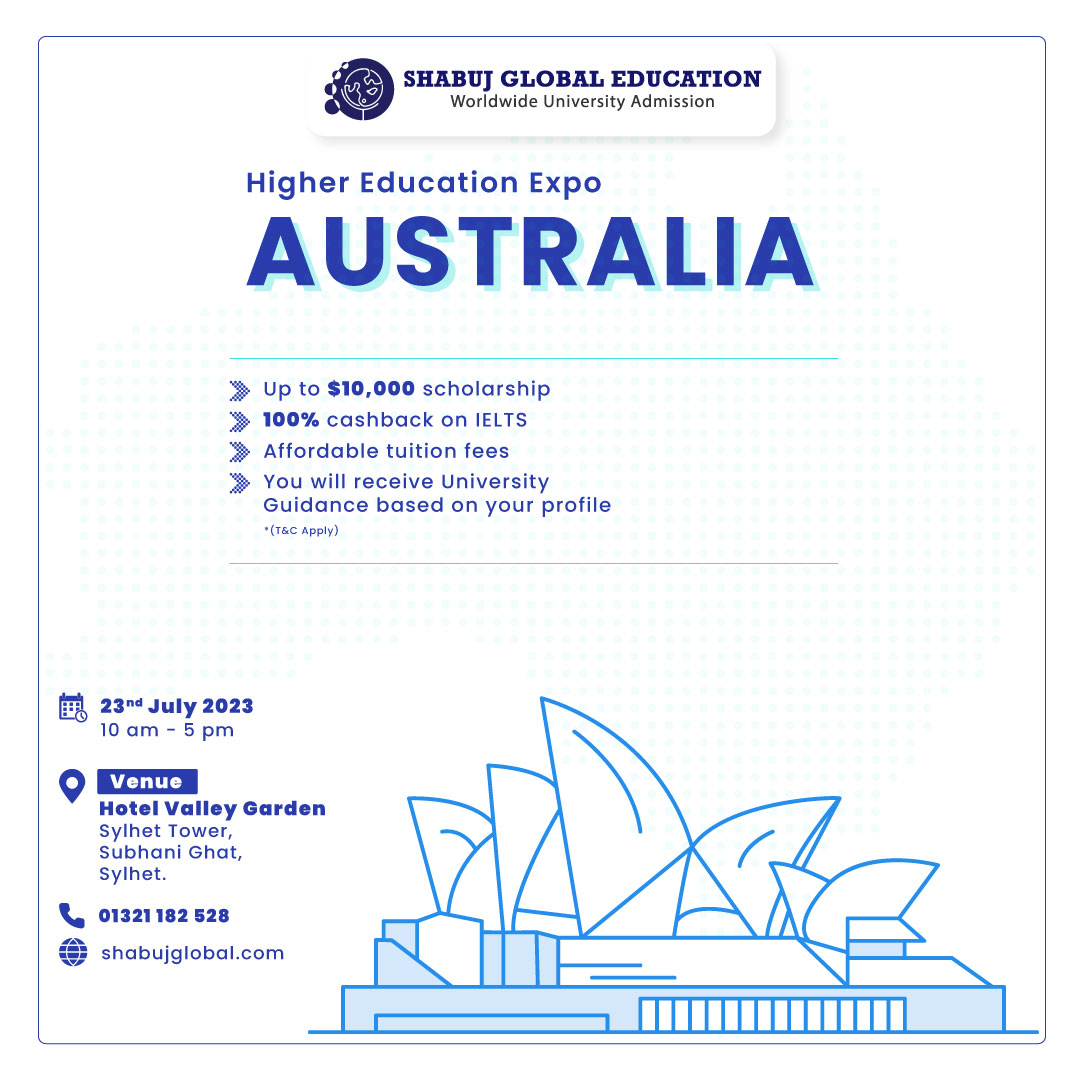 SHABUJ GLOBAL EDUCATION
Worldwide University Admission
Higher Education Expo
AUSTRALIA
Up to $10,000 scholarship
100% cashback on IELTS
Affordable tuition fees
You will receive University
Guidance based on your profile
*(T&C Apply)
23nd July 2023
10 am - 5 pm
Venue
Hotel Valley Garden
Sylhet Tower,
Subhani Ghat,
Sylhet.
01321 182 528
shabujglobal.com